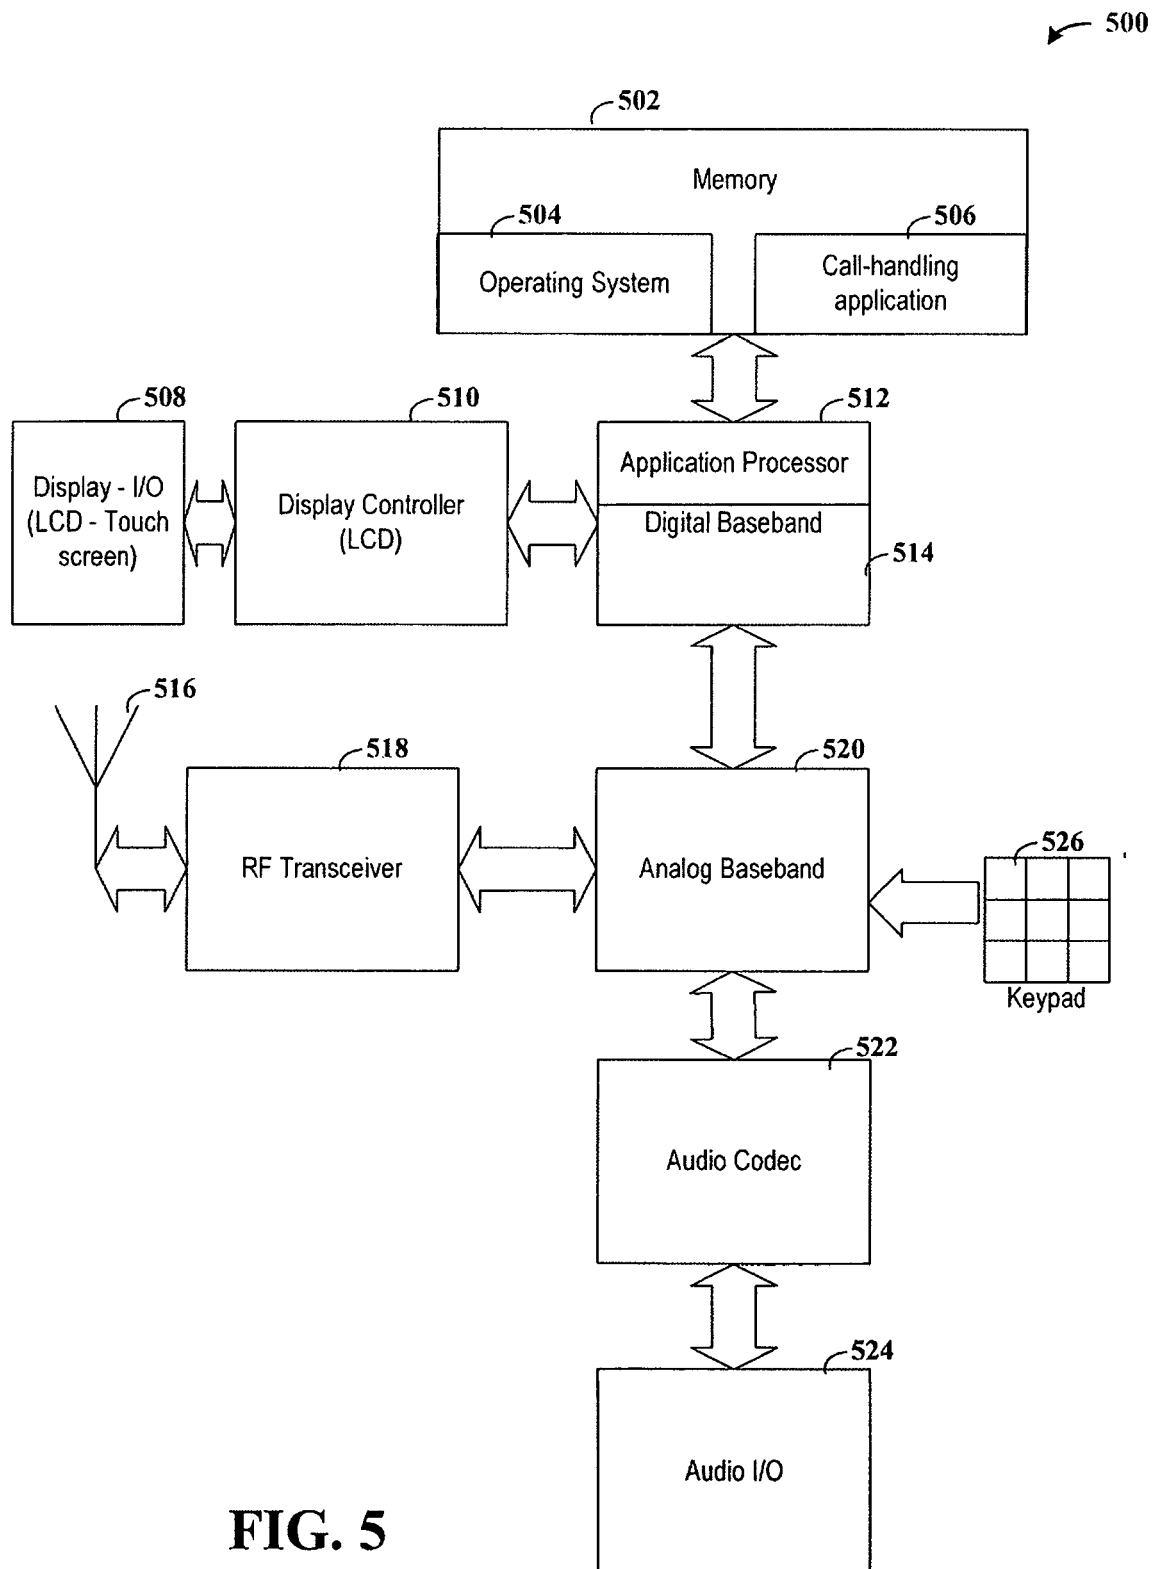 500
502
Memory
504
506
Operating System
Call-handling
application
508
510
512
Display - I/O
(LCD - Touch
screen)
Display Controller
(LCD)
Application Processor
Digital Baseband
514
516
518
520
RF Transceiver
Analog Baseband
526
Keypad
522
Audio Codec
524
Audio I/O
FIG. 5